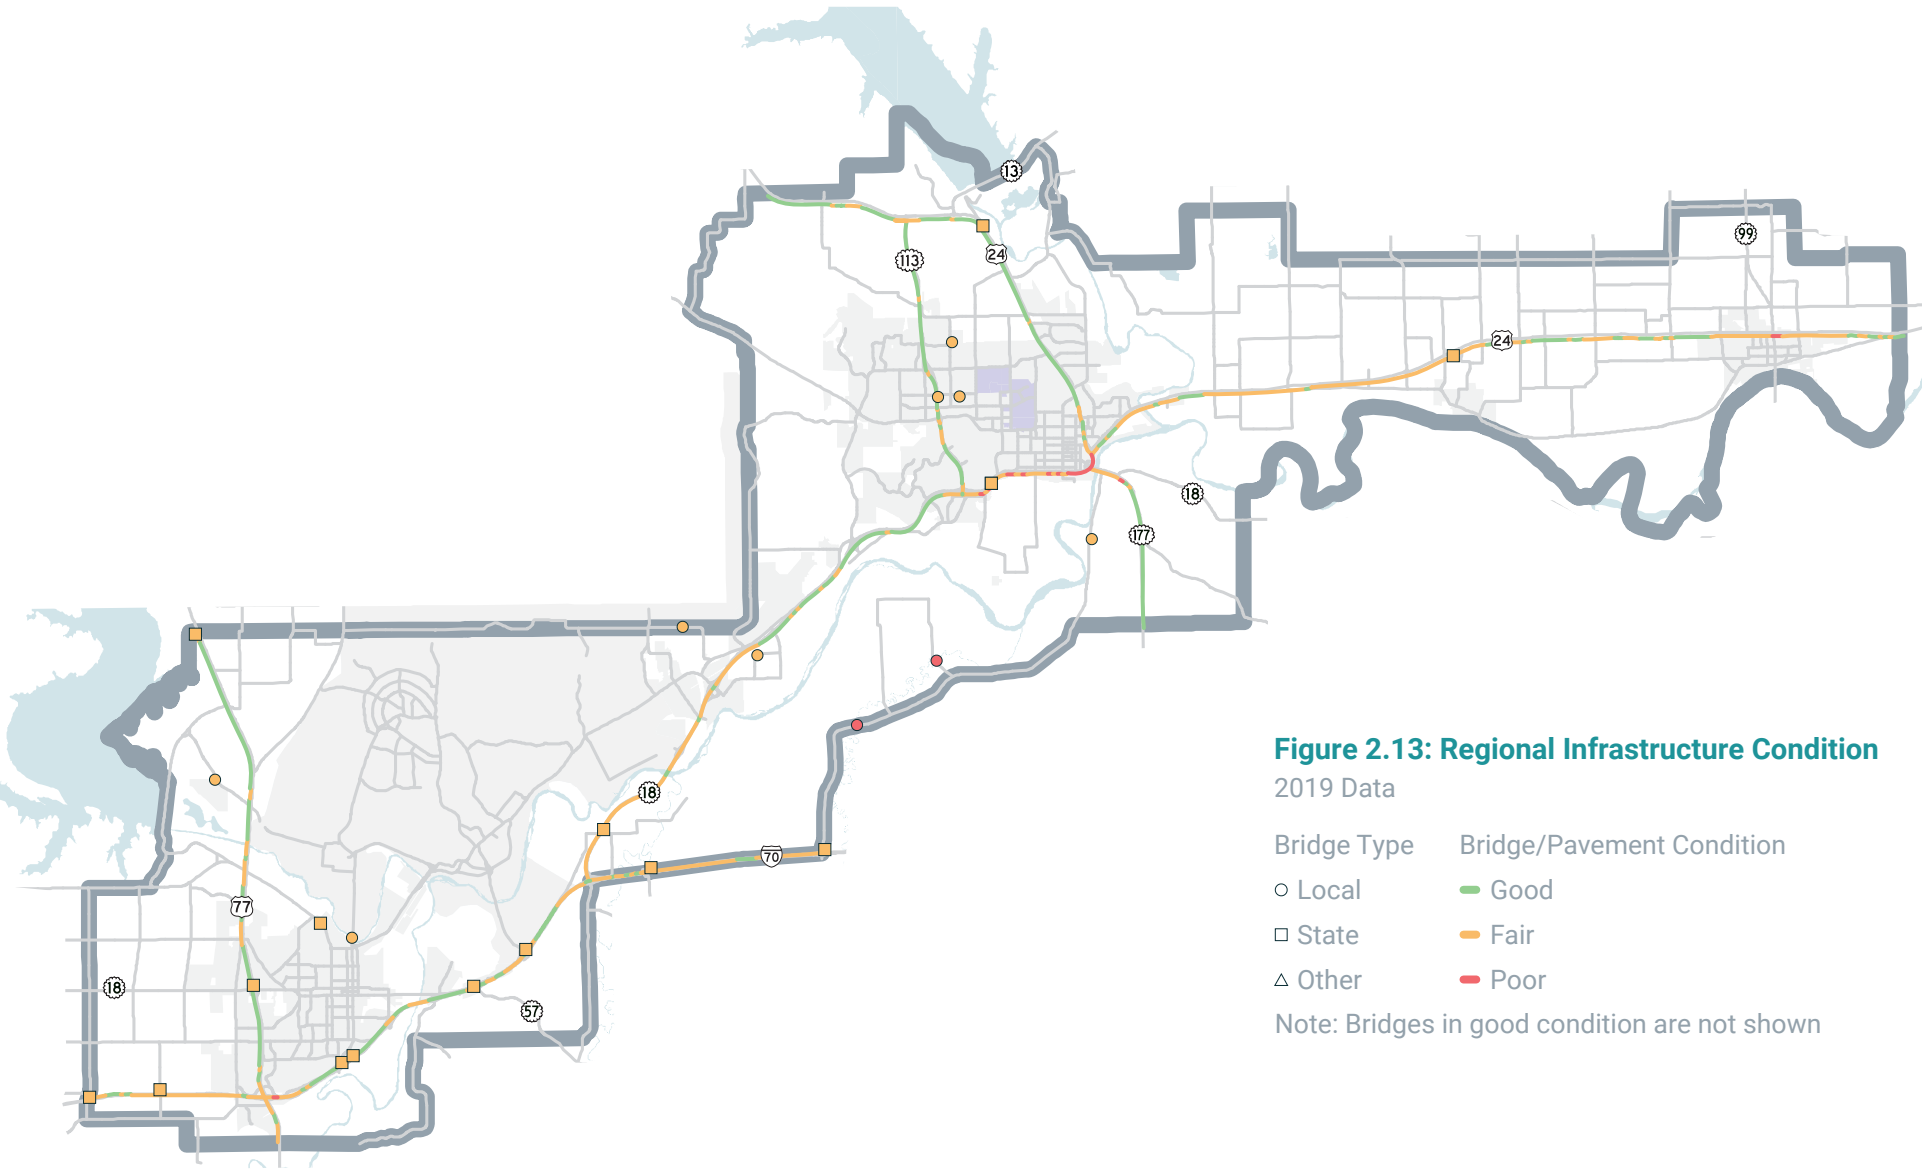 13
113
24
99
24
18
177
18
70
77
18
57
Figure 2.13: Regional Infrastructure Condition
2019 Data
Bridge Type
Bridge/Pavement Condition
Local
Good
State
Fair
Other
Poor
Note: Bridges in good condition are not shown